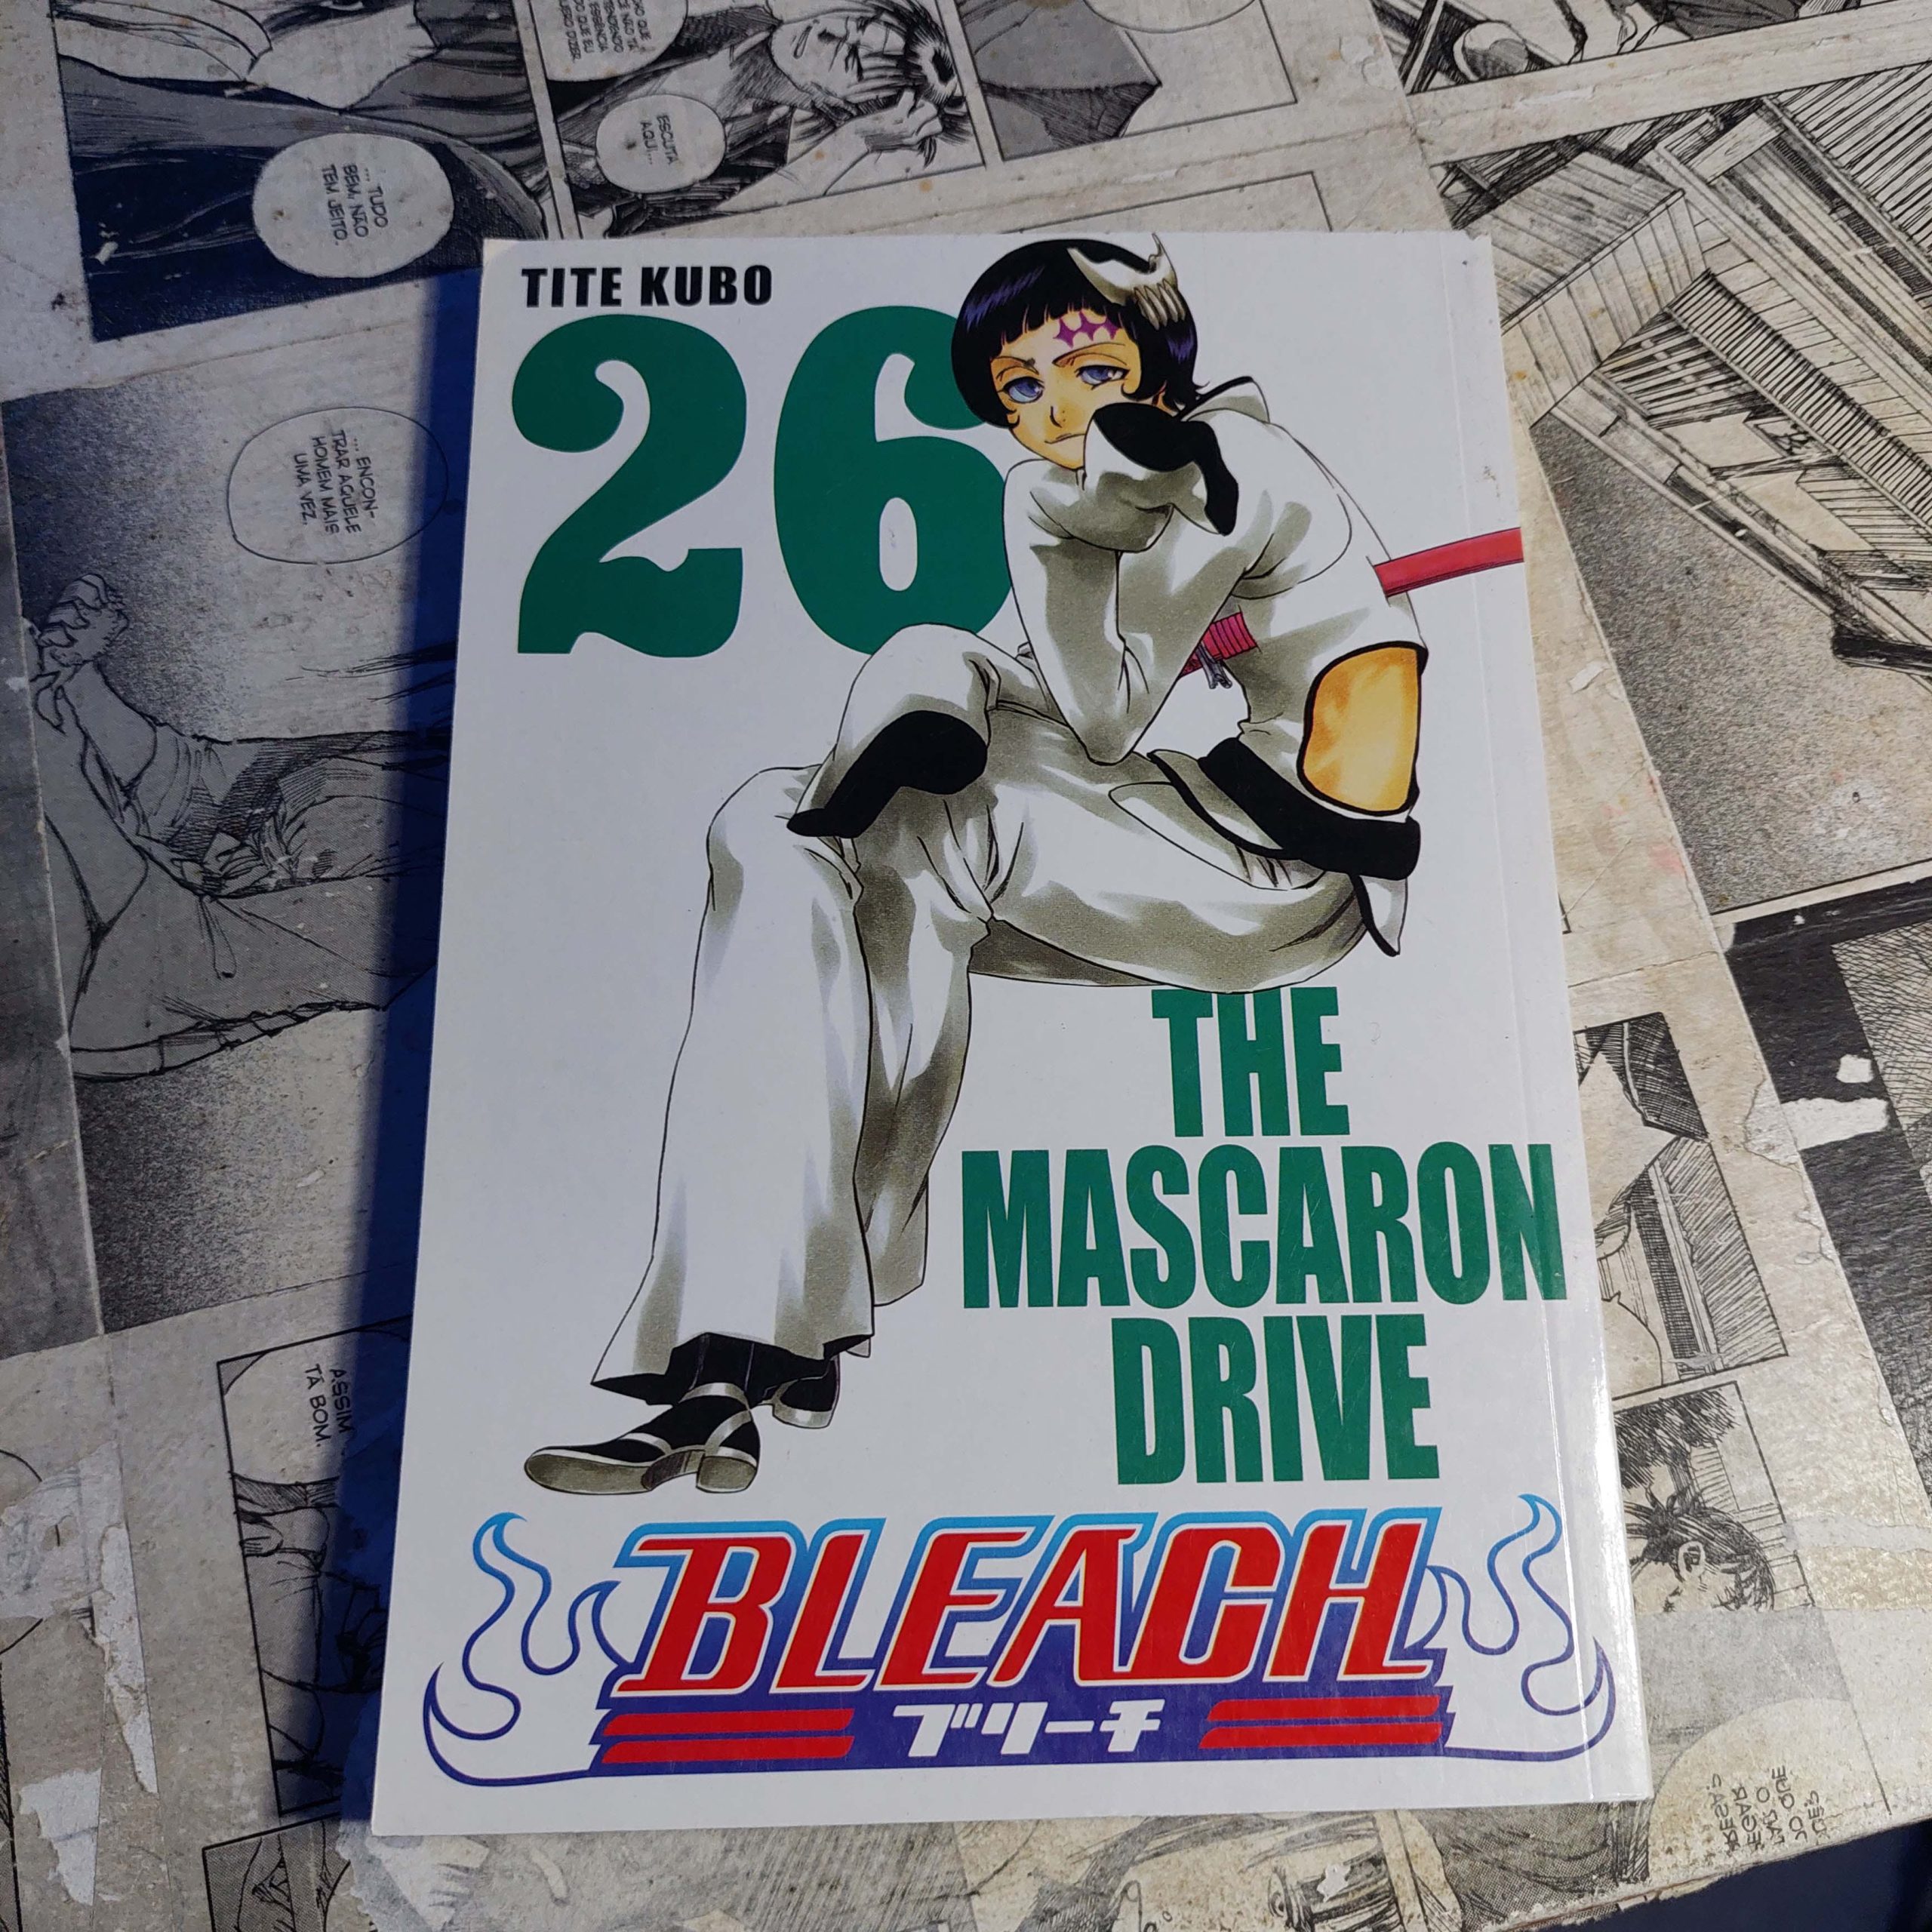 ESCUTA
AQUI...
... TUDO
BEM, NÃO
TEM JEITO.
TITE KUBO
26
... ENCON-
TRAR AQUELE
HOMEM MAIS
UMA VEZ.
THE
MASCARON
DRIVE
ASSIM
TÁ BOM.
BLEACH
ブリーチ